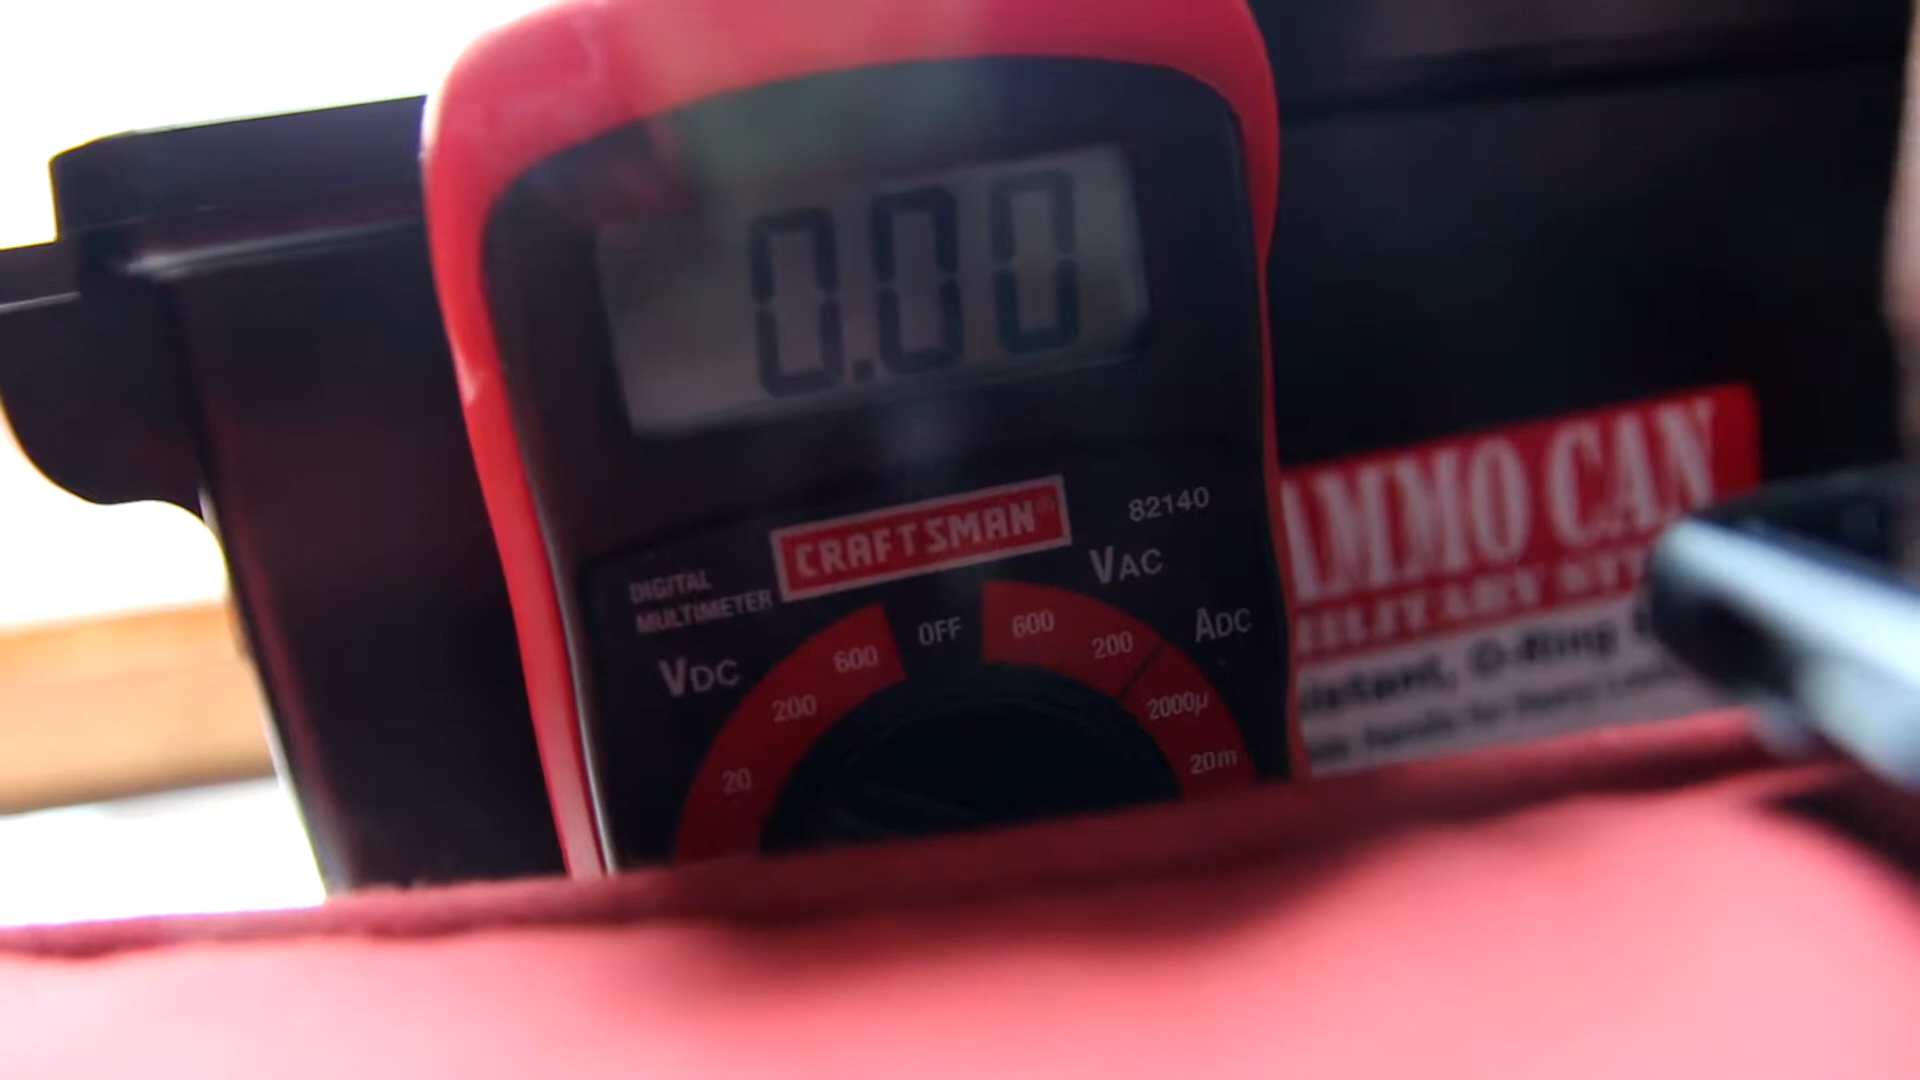 0.00
CRAFTSMAN®
82140
DIGITAL
MULTIMETER
VDC
OFF
VAC
ADC
600
200
20
600
200
2000µ
20m
AMMO CAN
O-Ring